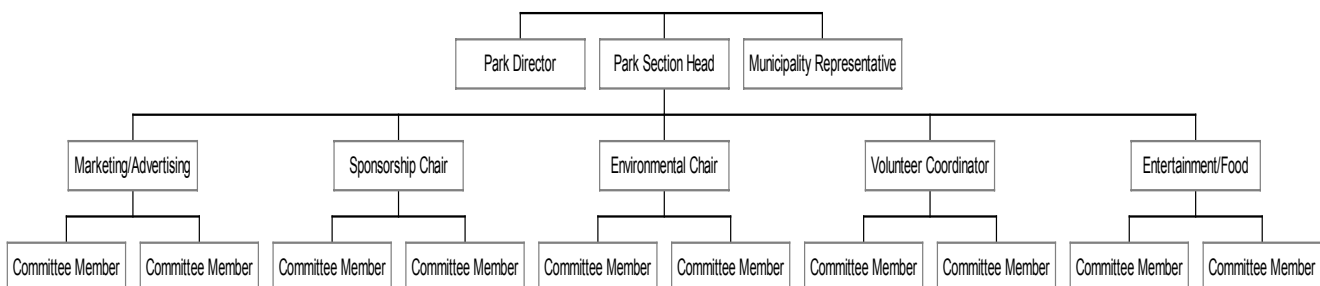 Park Director
Park Section Head
Municipality Representative
Marketing/Advertising
Sponsorship Chair
Environmental Chair
Volunteer Coordinator
Entertainment/Food
Committee Member
Committee Member
Committee Member
Committee Member
Committee Member
Committee Member
Committee Member
Committee Member
Committee Member
Committee Member